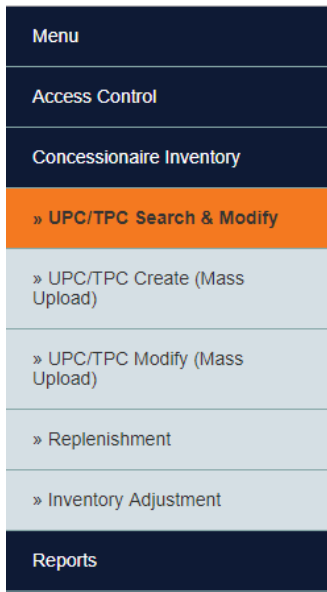 Menu
Access Control
Concessionaire Inventory
» UPC/TPC Search & Modify
» UPC/TPC Create (Mass
Upload)
» UPC/TPC Modify (Mass
Upload)
» Replenishment
» Inventory Adjustment
Reports